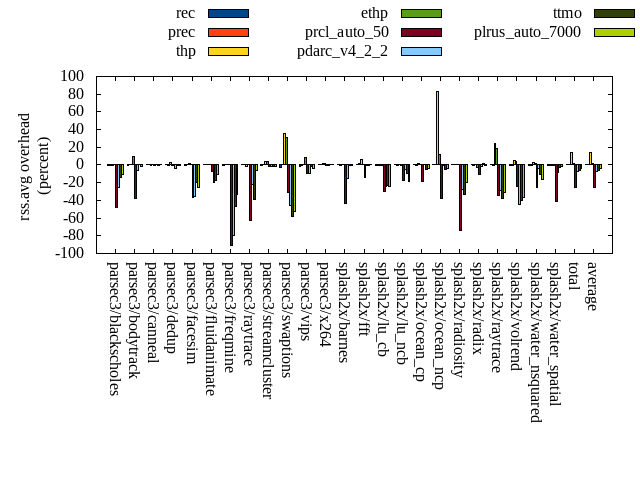 rec
prec
thp
ethp
prcl_auto_50
pdarc_v4_2_2
ttmo
plrus_auto_7000
rss.avg overhead
(percent)
100
80
60
40
20
0
-20
-40
-60
-80
-100
parsec3/blackscholes
parsec3/bodytrack
parsec3/canneal
parsec3/dedup
parsec3/facesim
parsec3/fluidanimate
parsec3/freqmine
parsec3/raytrace
parsec3/streamcluster
parsec3/swaptions
parsec3/vips
parsec3/x264
splash2x/barnes
splash2x/fft
splash2x/lu_cb
splash2x/lu_ncb
splash2x/ocean_cp
splash2x/ocean_ncp
splash2x/radiosity
splash2x/radix
splash2x/raytrace
splash2x/volrend
splash2x/water_nsquared
splash2x/water_spatial
total
average